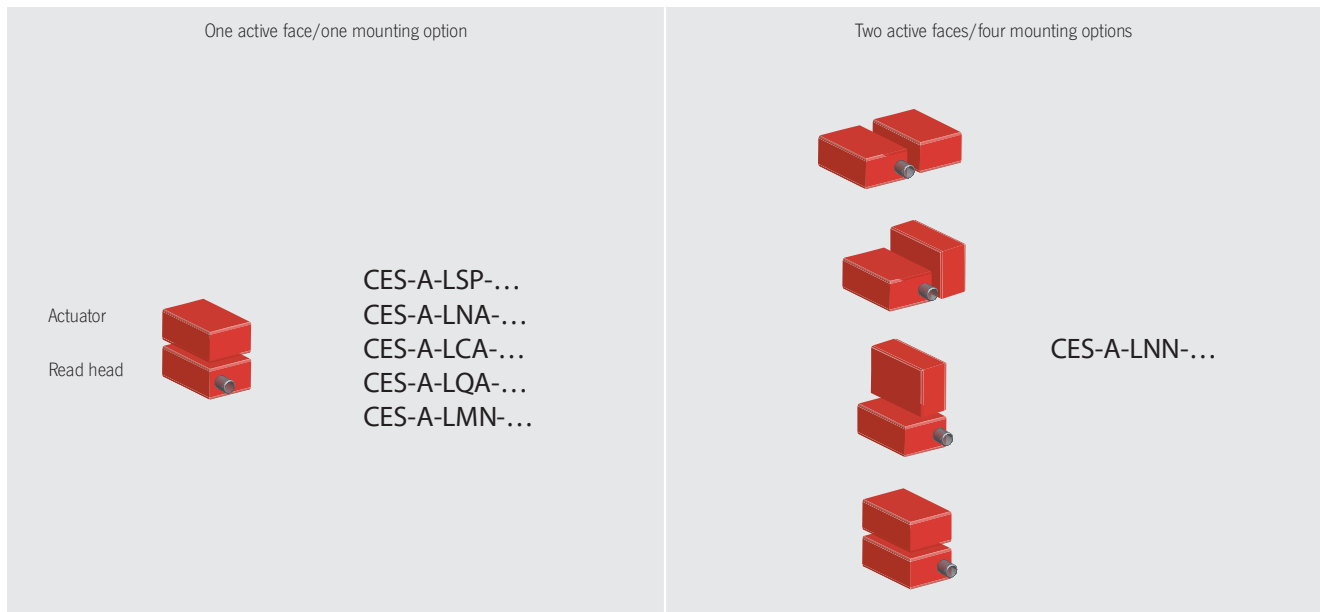 One active face/one mounting option
Actuator
Read head
CES-A-LSP-…
CES-A-LNA-…
CES-A-LCA-…
CES-A-LQA-…
CES-A-LMN-…
Two active faces/four mounting options
CES-A-LNN-…